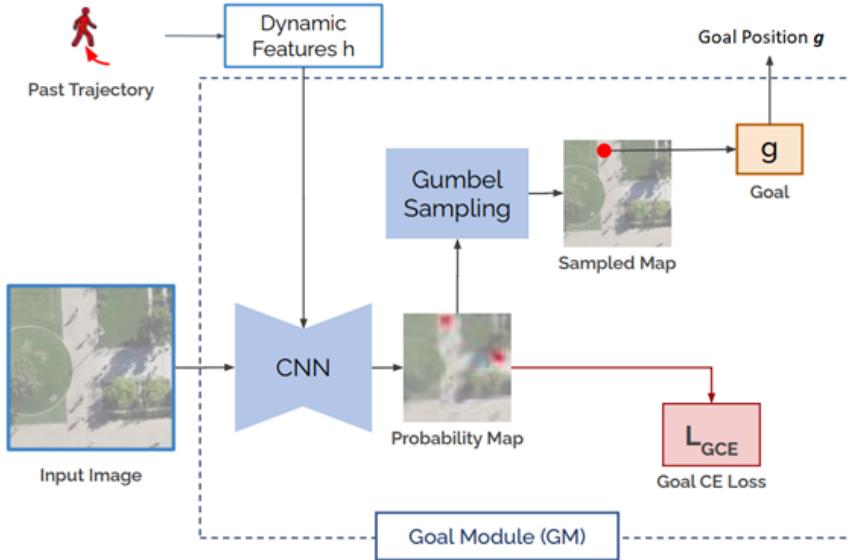 Dynamic
Features h
Goal Position g
Past Trajectory
Gumbel
Sampling
g
Goal
Sampled Map
CNN
Probability Map
L_GCE
Goal CE Loss
Input Image
Goal Module (GM)